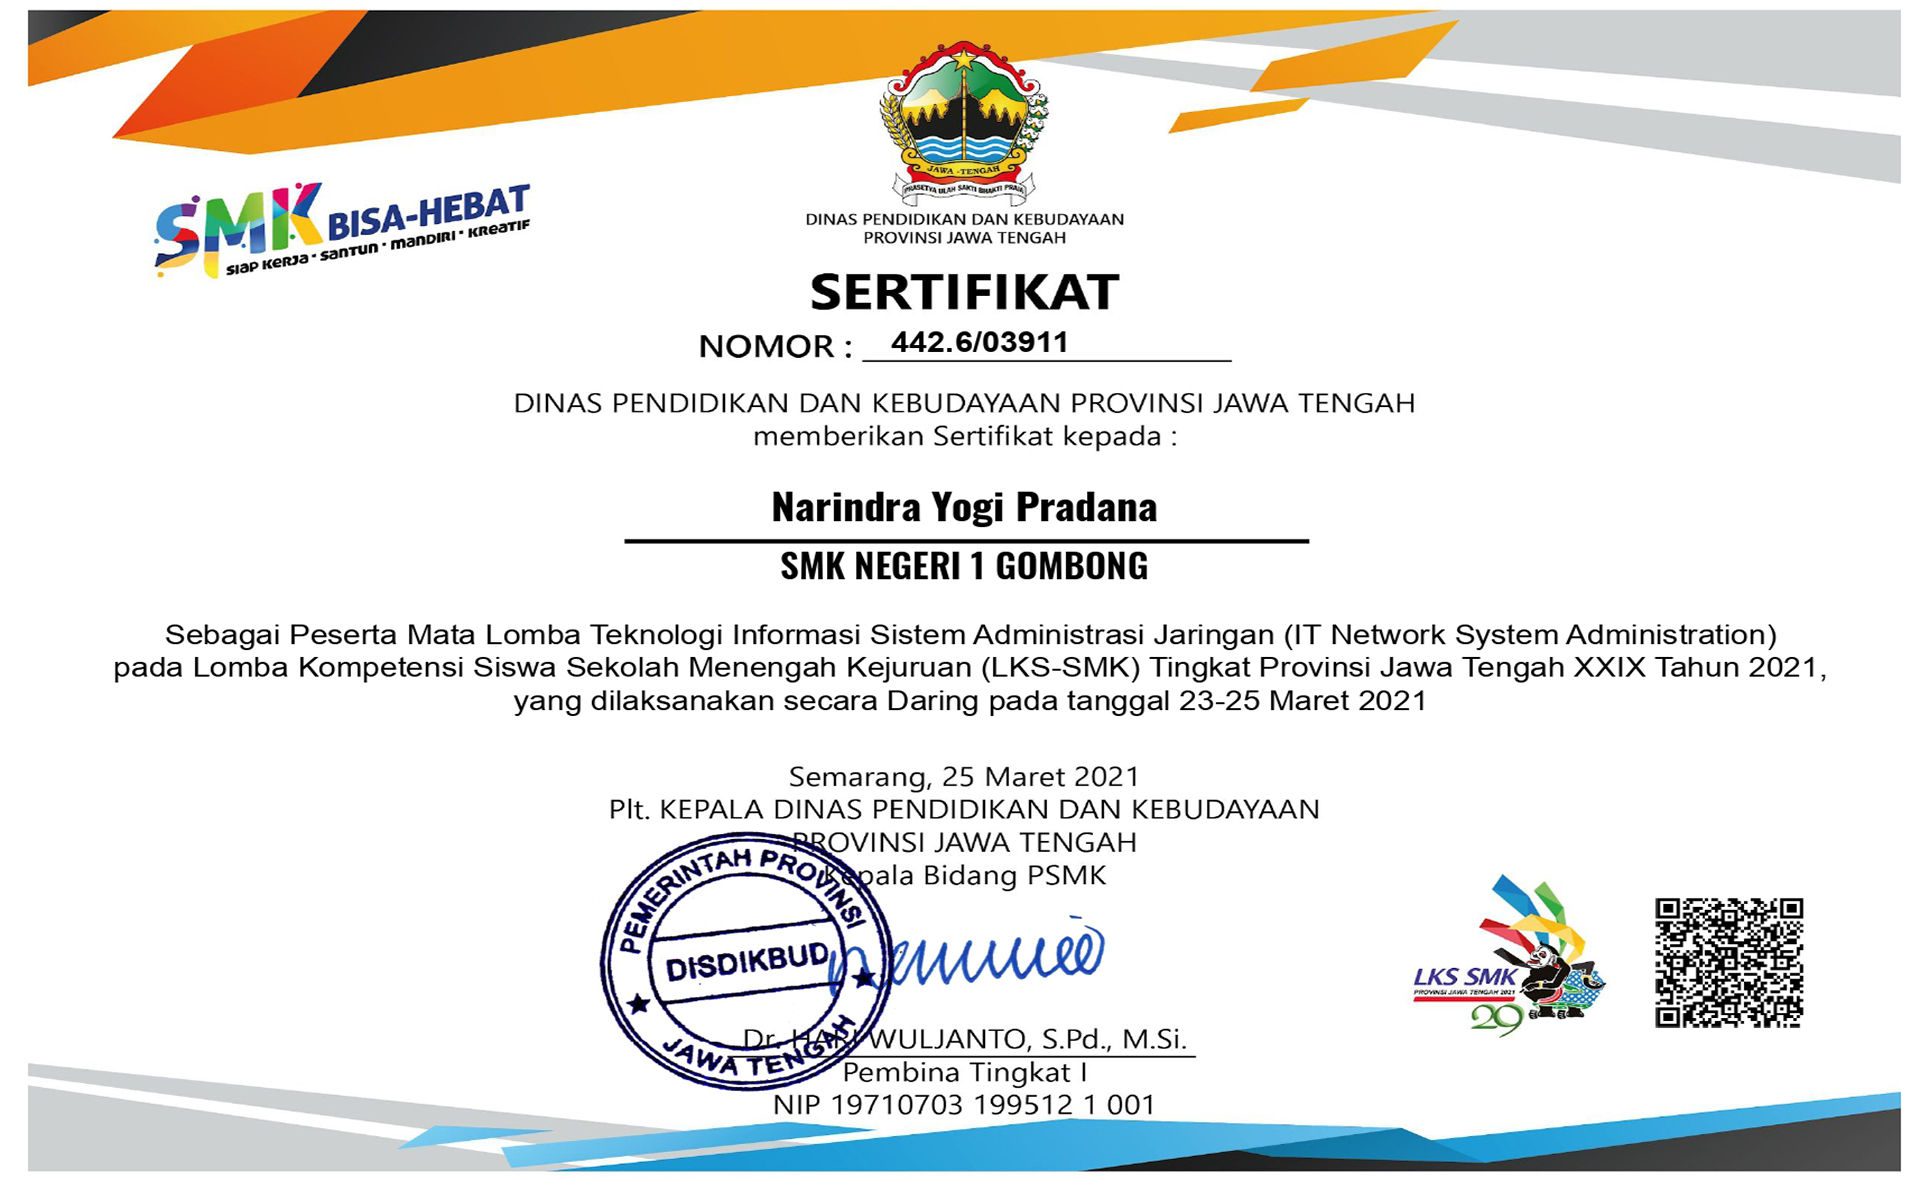 JAWA - TENGAH
PRASETYA ULAH SAKTI BHAKTI PRAJA
DINAS PENDIDIKAN DAN KEBUDAYAAN
PROVINSI JAWA TENGAH
SMK BISA-HEBAT
SIAP KERJA · SANTUN · MANDIRI · KREATIF
SERTIFIKAT
NOMOR : 442.6/03911
DINAS PENDIDIKAN DAN KEBUDAYAAN PROVINSI JAWA TENGAH
memberikan Sertifikat kepada :
Narindra Yogi Pradana
SMK NEGERI 1 GOMBONG
Sebagai Peserta Mata Lomba Teknologi Informasi Sistem Administrasi Jaringan (IT Network System Administration)
pada Lomba Kompetensi Siswa Sekolah Menengah Kejuruan (LKS-SMK) Tingkat Provinsi Jawa Tengah XXIX Tahun 2021,
yang dilaksanakan secara Daring pada tanggal 23-25 Maret 2021
Semarang, 25 Maret 2021
Plt. KEPALA DINAS PENDIDIKAN DAN KEBUDAYAAN
PROVINSI JAWA TENGAH
Kepala Bidang PSMK
PEMERINTAH PROVINSI
DISDIKBUD
JAWA TENGAH
Dr. HARI WULJANTO, S.Pd., M.Si.
Pembina Tingkat I
NIP 19710703 199512 1 001
LKS SMK
PROVINSI JAWA TENGAH 2021
29